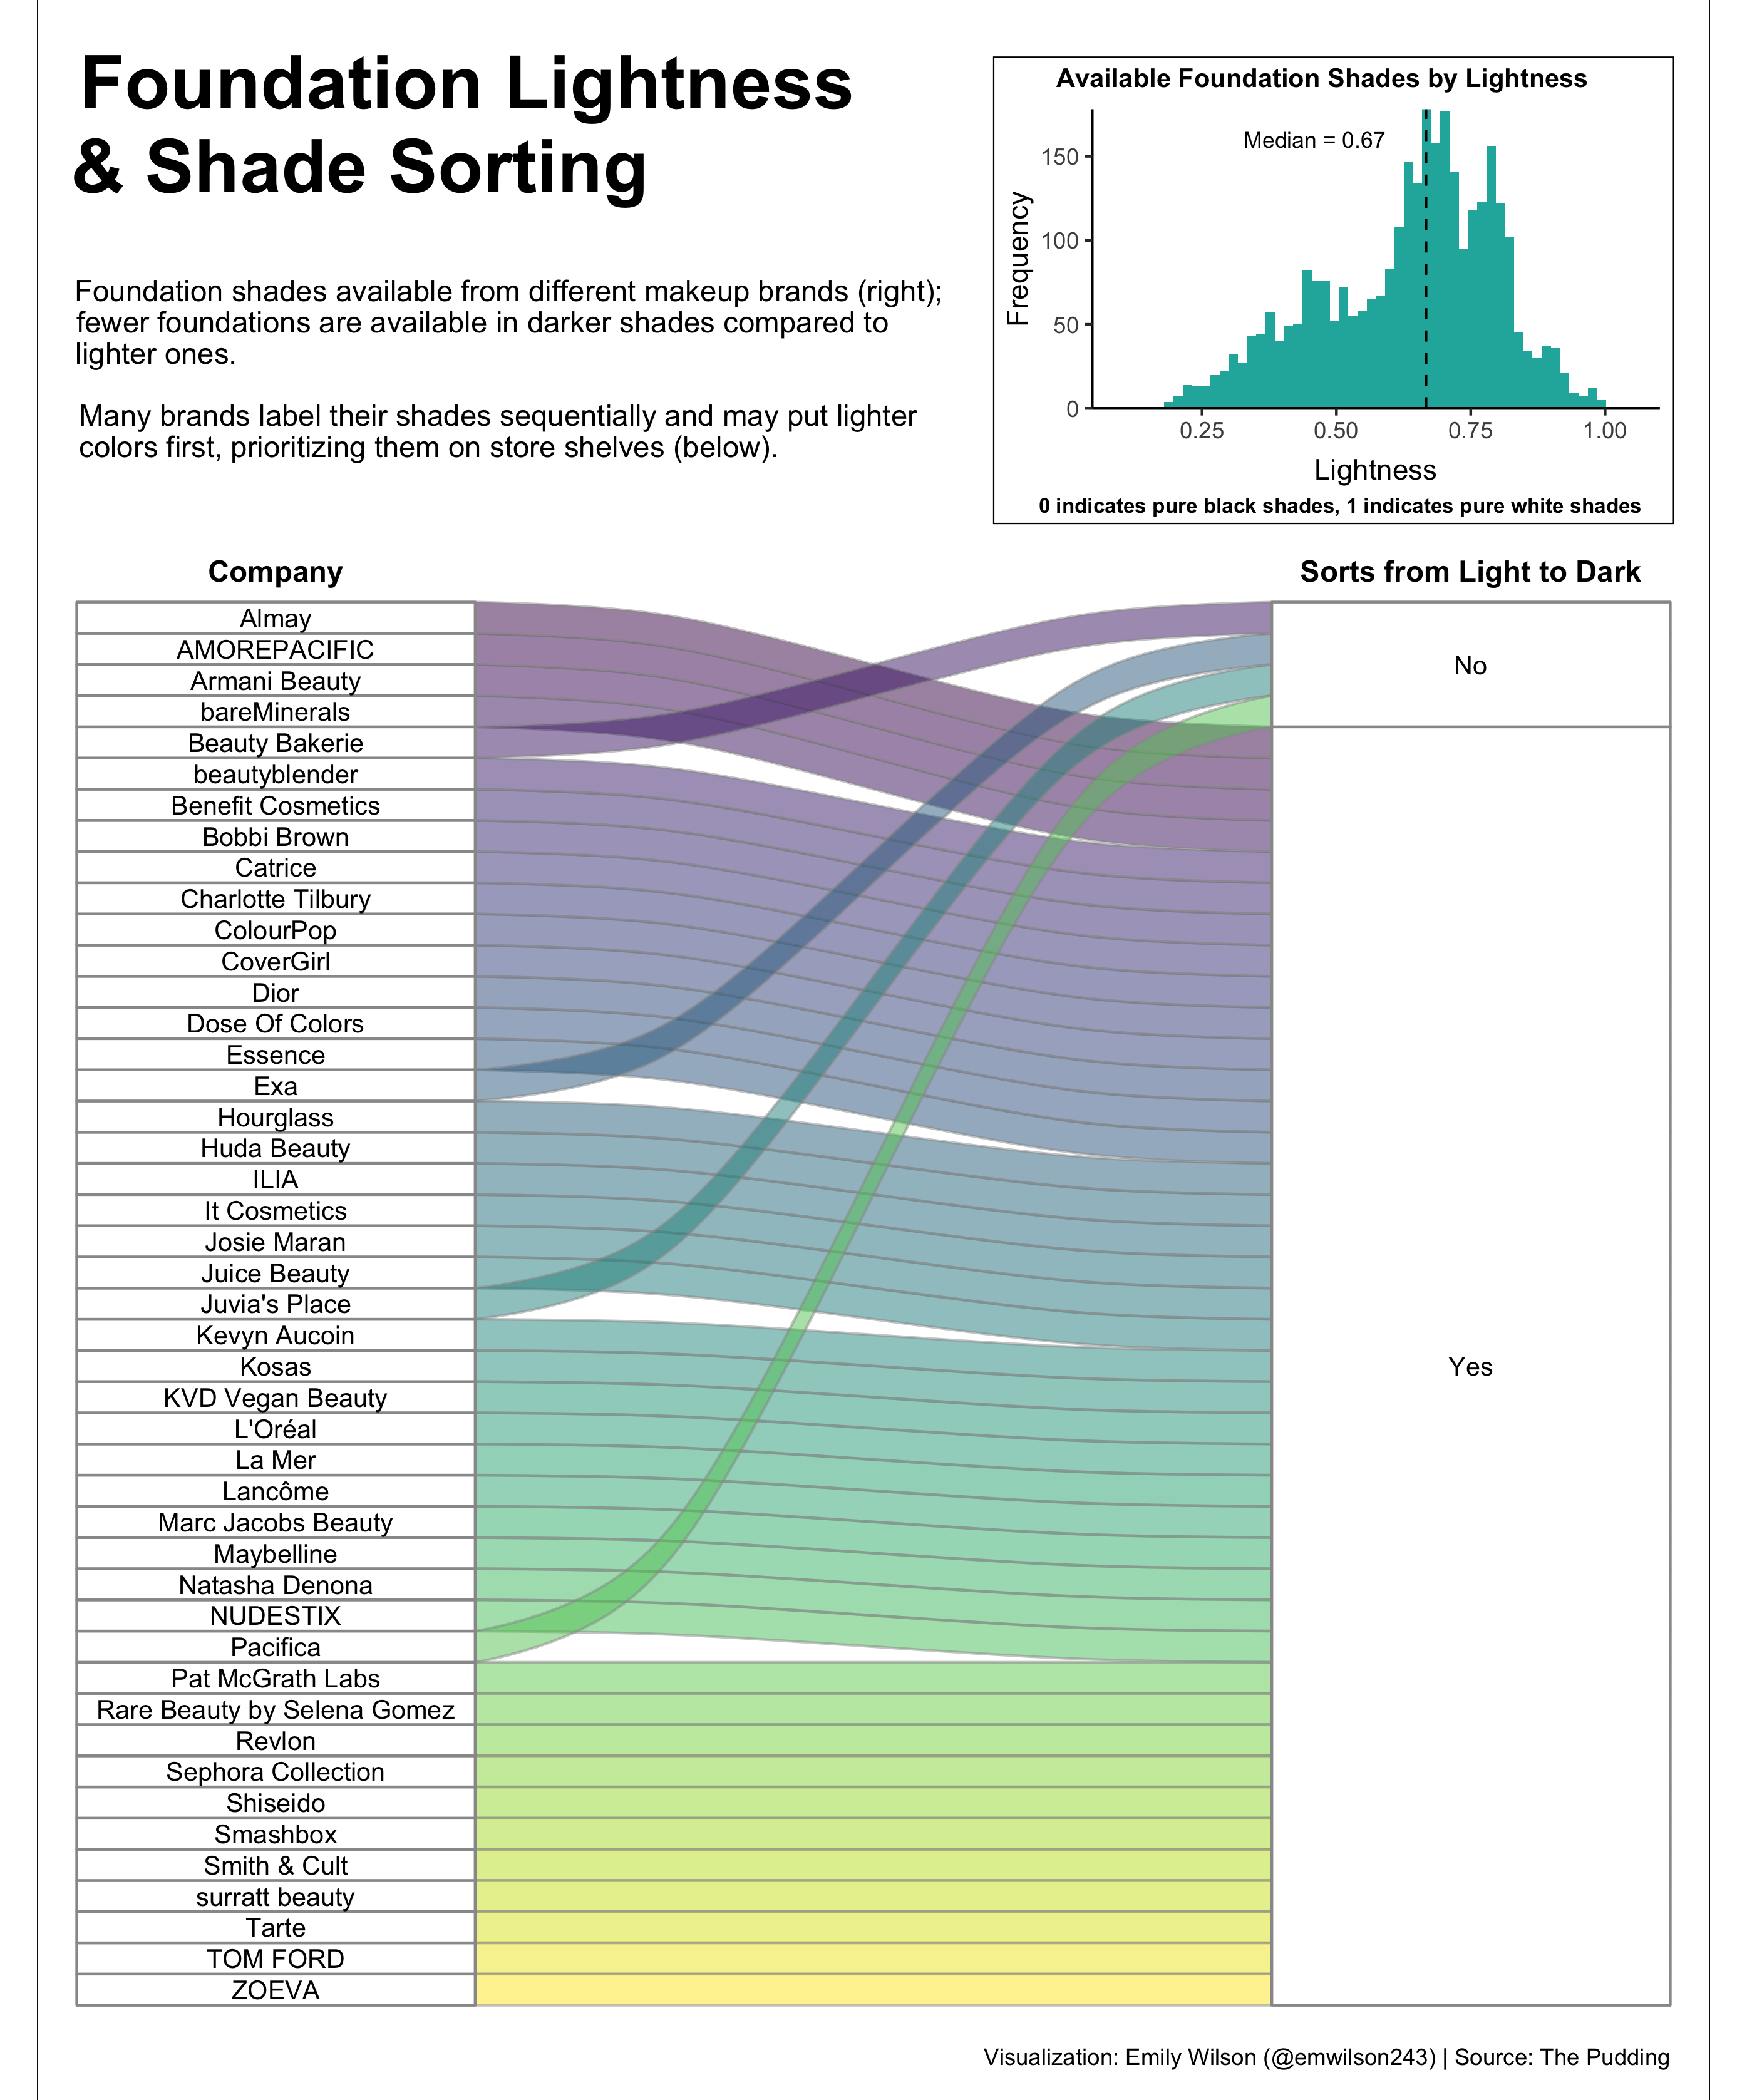 Foundation Lightness
& Shade Sorting
Foundation shades available from different makeup brands (right);
fewer foundations are available in darker shades compared to
lighter ones.
Many brands label their shades sequentially and may put lighter
colors first, prioritizing them on store shelves (below).
Available Foundation Shades by Lightness
Median = 0.67
Frequency
150
100
50
0
0.25 0.50 0.75 1.00
Lightness
0 indicates pure black shades, 1 indicates pure white shades
Company
Sorts from Light to Dark
Almay
AMOREPACIFIC
Armani Beauty
bareMinerals
Beauty Bakerie
beautyblender
Benefit Cosmetics
Bobbi Brown
Catrice
Charlotte Tilbury
ColourPop
CoverGirl
Dior
Dose Of Colors
Essence
Exa
Hourglass
Huda Beauty
ILIA
It Cosmetics
Josie Maran
Juice Beauty
Juvia's Place
Kevyn Aucoin
Kosas
KVD Vegan Beauty
L'Oréal
La Mer
Lancôme
Marc Jacobs Beauty
Maybelline
Natasha Denona
NUDESTIX
Pacifica
Pat McGrath Labs
Rare Beauty by Selena Gomez
Revlon
Sephora Collection
Shiseido
Smashbox
Smith & Cult
surratt beauty
Tarte
TOM FORD
ZOEVA
No
Yes
Visualization: Emily Wilson (@emwilson243) | Source: The Pudding